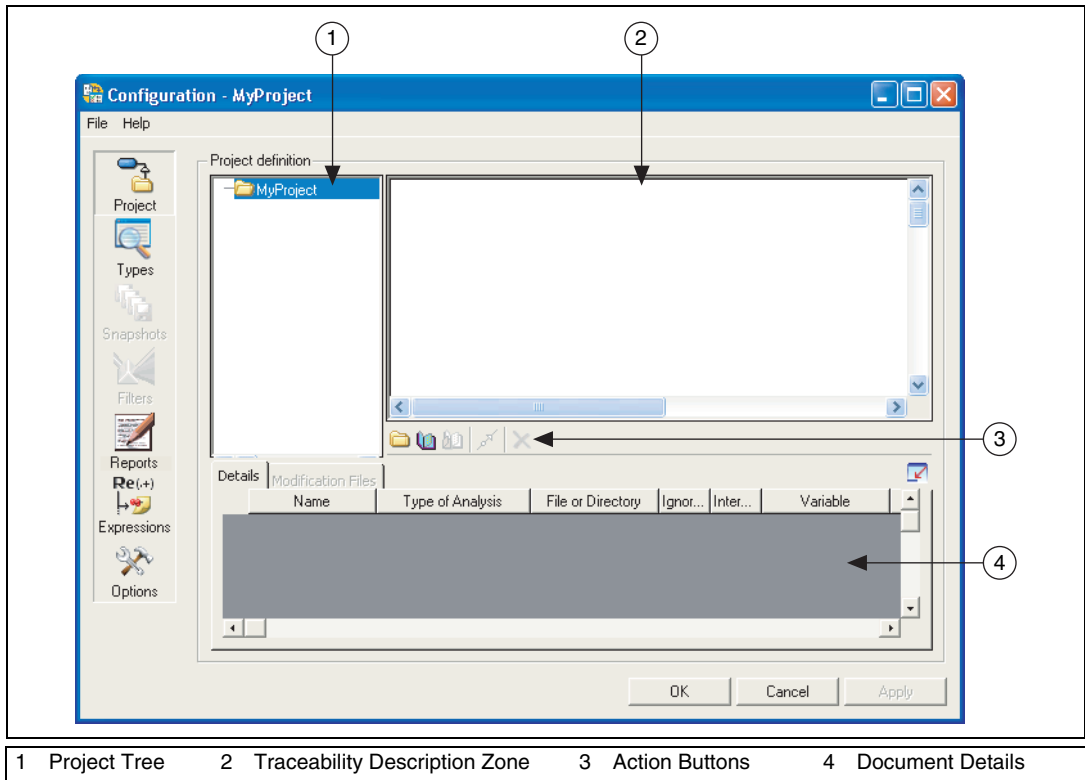 1 2
Configuration - MyProject
File Help
Project definition
MyProject
Project
Types
Snapshots
Filters
Reports
Re(.+)
Expressions
Options
3
Details Modification Files
Name Type of Analysis File or Directory Ignor... Inter... Variable
4
OK Cancel Apply
1 Project Tree 2 Traceability Description Zone 3 Action Buttons 4 Document Details